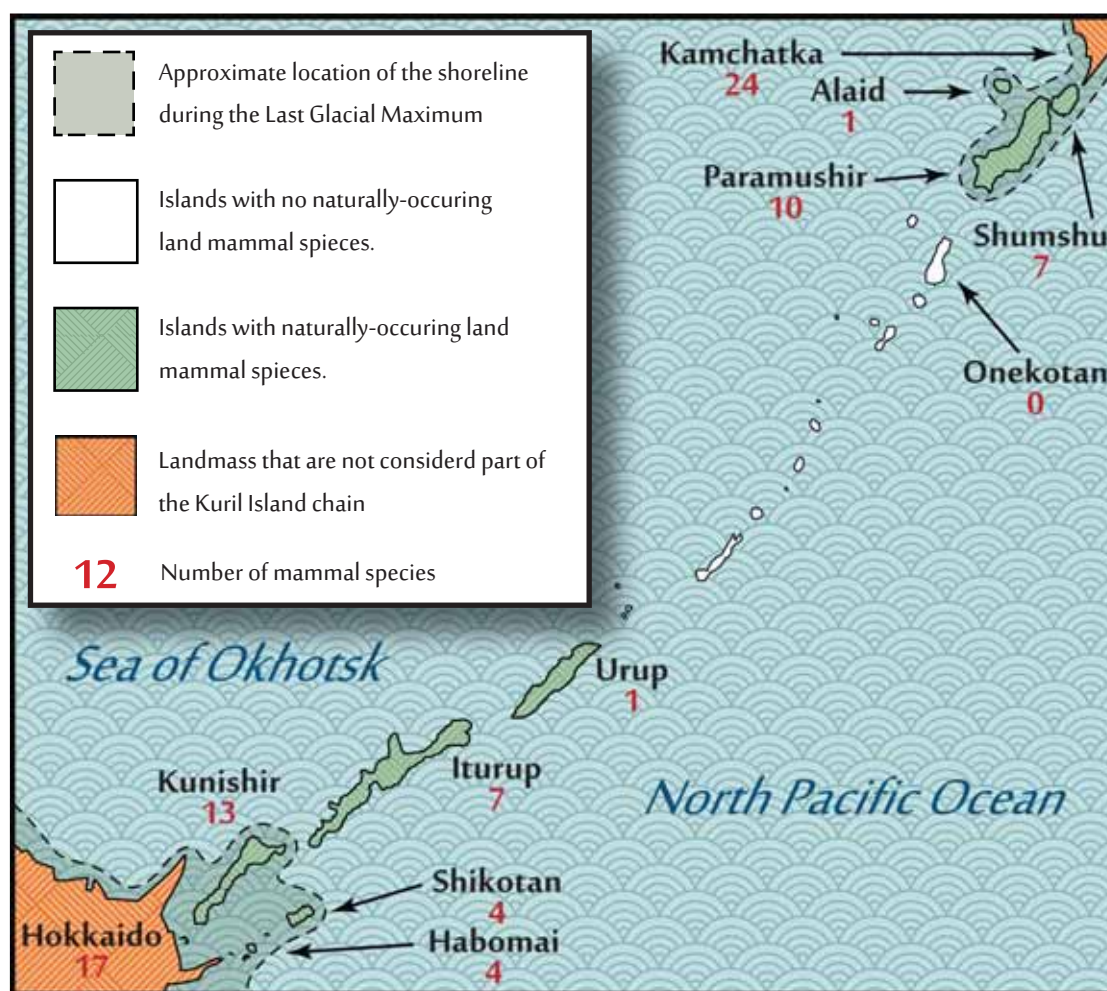 Approximate location of the shoreline
during the Last Glacial Maximum
Islands with no naturally-occuring
land mammal spieces.
Islands with naturally-occuring land
mammal spieces.
Landmass that are not considerd part of
the Kuril Island chain
12 Number of mammal species
Kamchatka
24
Alaid
1
Paramushir
10
Shumshu
7
Onekotan
0
Sea of Okhotsk
Urup
1
Iturup
7
Kunishir
13
North Pacific Ocean
Shikotan
4
Habomai
4
Hokkaido
17